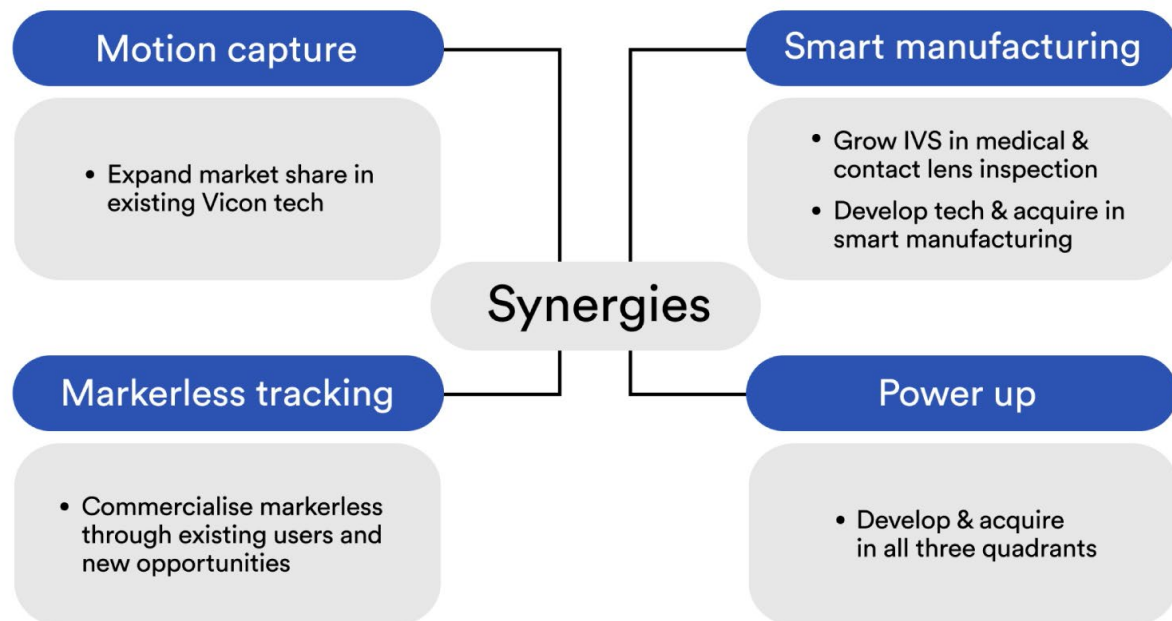 Motion capture
• Expand market share in
existing Vicon tech
Smart manufacturing
• Grow IVS in medical &
contact lens inspection
• Develop tech & acquire in
smart manufacturing
Synergies
Markerless tracking
• Commercialise markerless
through existing users and
new opportunities
Power up
• Develop & acquire
in all three quadrants